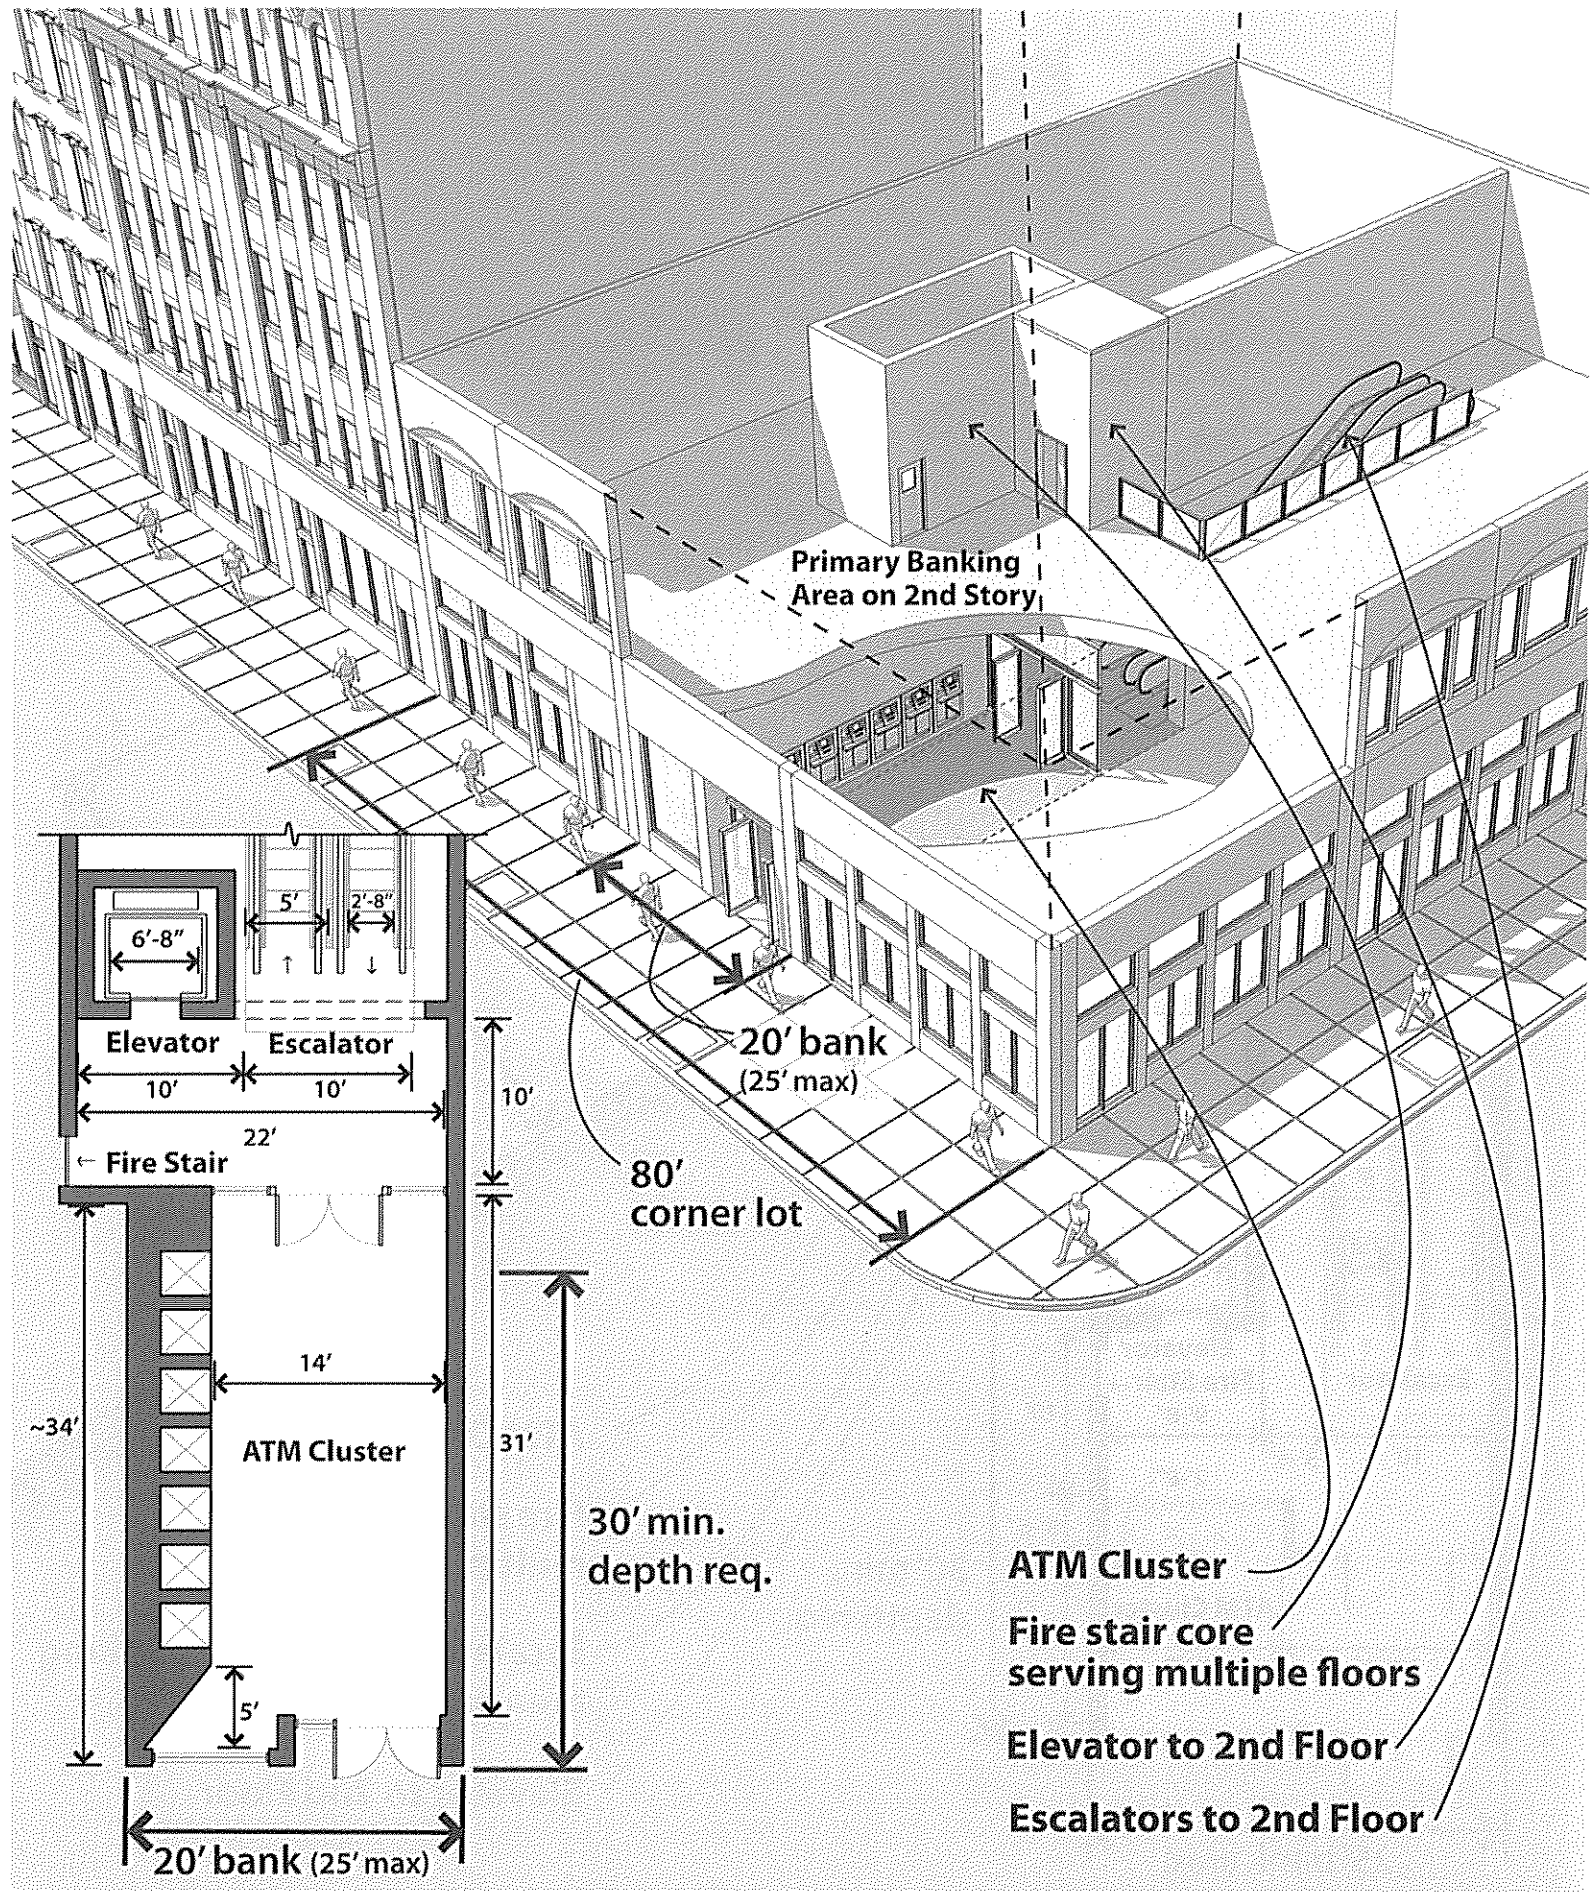 Primary Banking
Area on 2nd Story
5'
2'-8"
6'-8"
↑
↓
Elevator
Escalator
10'
10'
10'
22'
← Fire Stair
20' bank
(25' max)
80'
corner lot
14'
~34'
ATM Cluster
31'
30' min.
depth req.
5'
20' bank (25' max)
ATM Cluster
Fire stair core
serving multiple floors
Elevator to 2nd Floor
Escalators to 2nd Floor